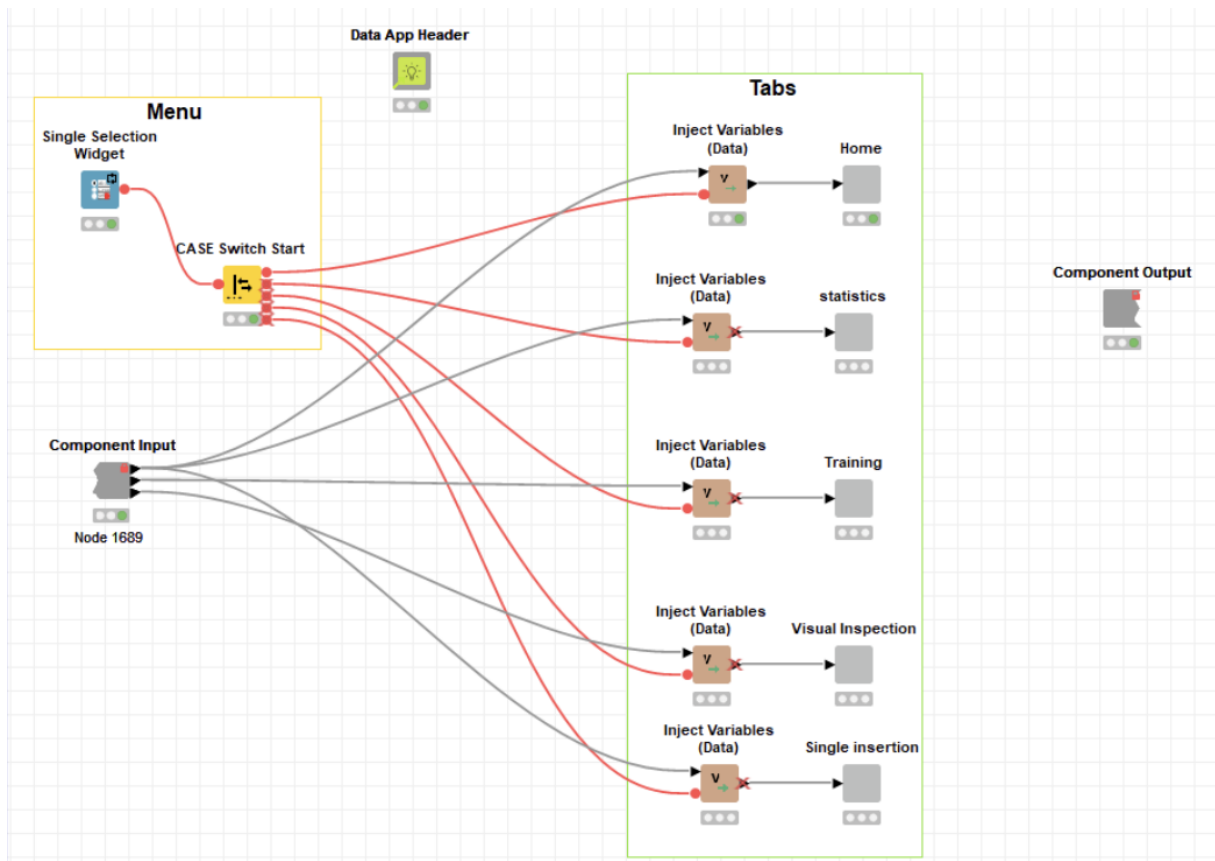 Data App Header
Menu
Single Selection
Widget
CASE Switch Start
Component Input
Node 1689
Tabs
Inject Variables
(Data)
Home
Inject Variables
(Data)
statistics
Inject Variables
(Data)
Training
Inject Variables
(Data)
Visual Inspection
Inject Variables
(Data)
Single insertion
Component Output